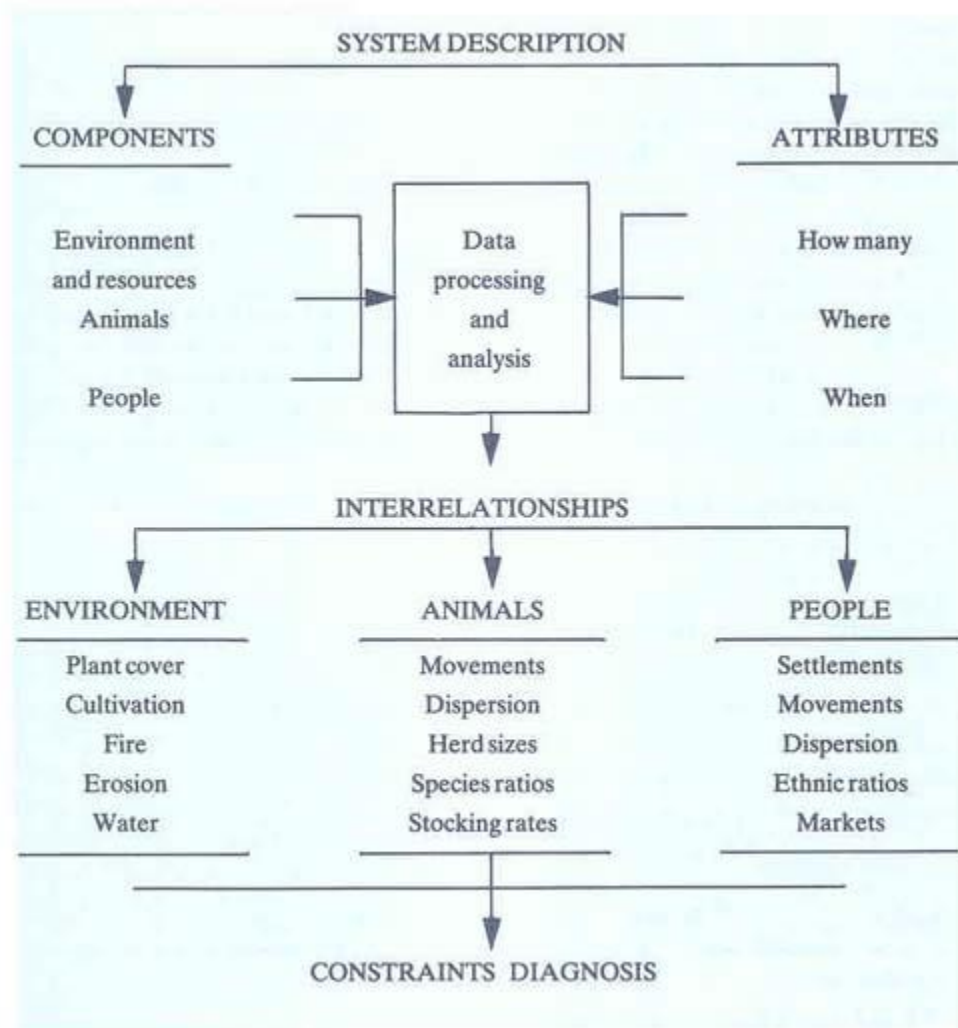 SYSTEM DESCRIPTION
COMPONENTS
ATTRIBUTES
Environment
and resources
Animals
People
Data
processing
and
analysis
How many
Where
When
INTERRELATIONSHIPS
ENVIRONMENT
Plant cover
Cultivation
Fire
Erosion
Water
ANIMALS
Movements
Dispersion
Herd sizes
Species ratios
Stocking rates
PEOPLE
Settlements
Movements
Dispersion
Ethnic ratios
Markets
CONSTRAINTS DIAGNOSIS